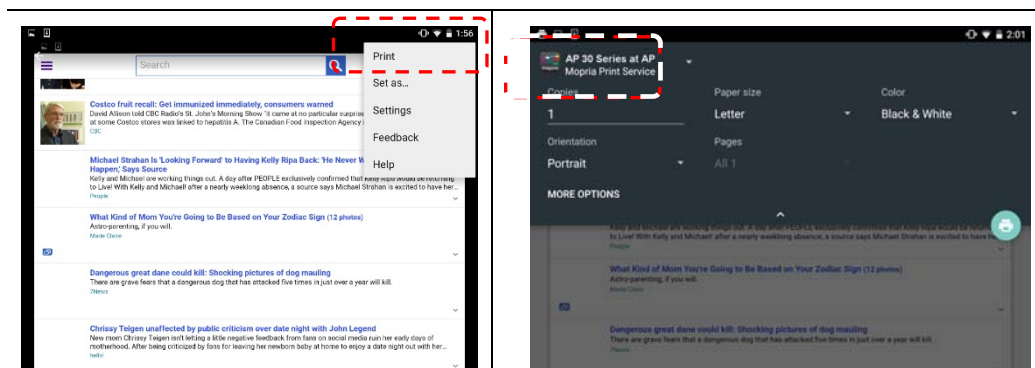 1:56
Search
Print
Set as...
Settings
Feedback
Help
Costco fruit recall: Get immunized immediately, consumers warned
David Allison told CBC Radio's St. John's Morning Show "it came at no particular surprise
at some Costco stores was linked to hepatitis A. The Canadian Food Inspection Agency
CBC
Michael Strahan Is 'Looking Forward' to Having Kelly Ripa Back: 'He Never W
Happen,' Says Source
Kelly and Michael are working things out. A day after PEOPLE exclusively confirmed that Kelly Ripa would be returning
to Live! With Kelly and Michael! after a nearly weeklong absence, a source says Michael Strahan is excited to have her...
People
What Kind of Mom You're Going to Be Based on Your Zodiac Sign (12 photos)
Astro-parenting, if you will.
Marie Claire
Dangerous great dane could kill: Shocking pictures of dog mauling
There are grave fears that a dangerous dog that has attacked five times in just over a year will kill.
7News
Chrissy Teigen unaffected by public criticism over date night with John Legend
New mom Chrissy Teigen isn't letting a little negative feedback from fans on social media ruin her early days of
motherhood. After being criticized by fans for leaving her newborn baby at home to enjoy a date night out with her...
hello!
2:01
AP 30 Series at AP
Mopria Print Service
Copies
Paper size
Color
1
Letter
Black & White
Orientation
Pages
Portrait
All 1
MORE OPTIONS
Kelly and Michael are working things out. A day after PEOPLE exclusively confirmed that Kelly Ripa would be return
to Live! With Kelly and Michael! after a nearly weeklong absence, a source says Michael Strahan is excited to have he
People
What Kind of Mom You're Going to Be Based on Your Zodiac Sign (12 photos)
Astro-parenting, if you will.
Marie Claire
Dangerous great dane could kill: Shocking pictures of dog mauling
There are grave fears that a dangerous dog that has attacked five times in just over a year will kill.
7News